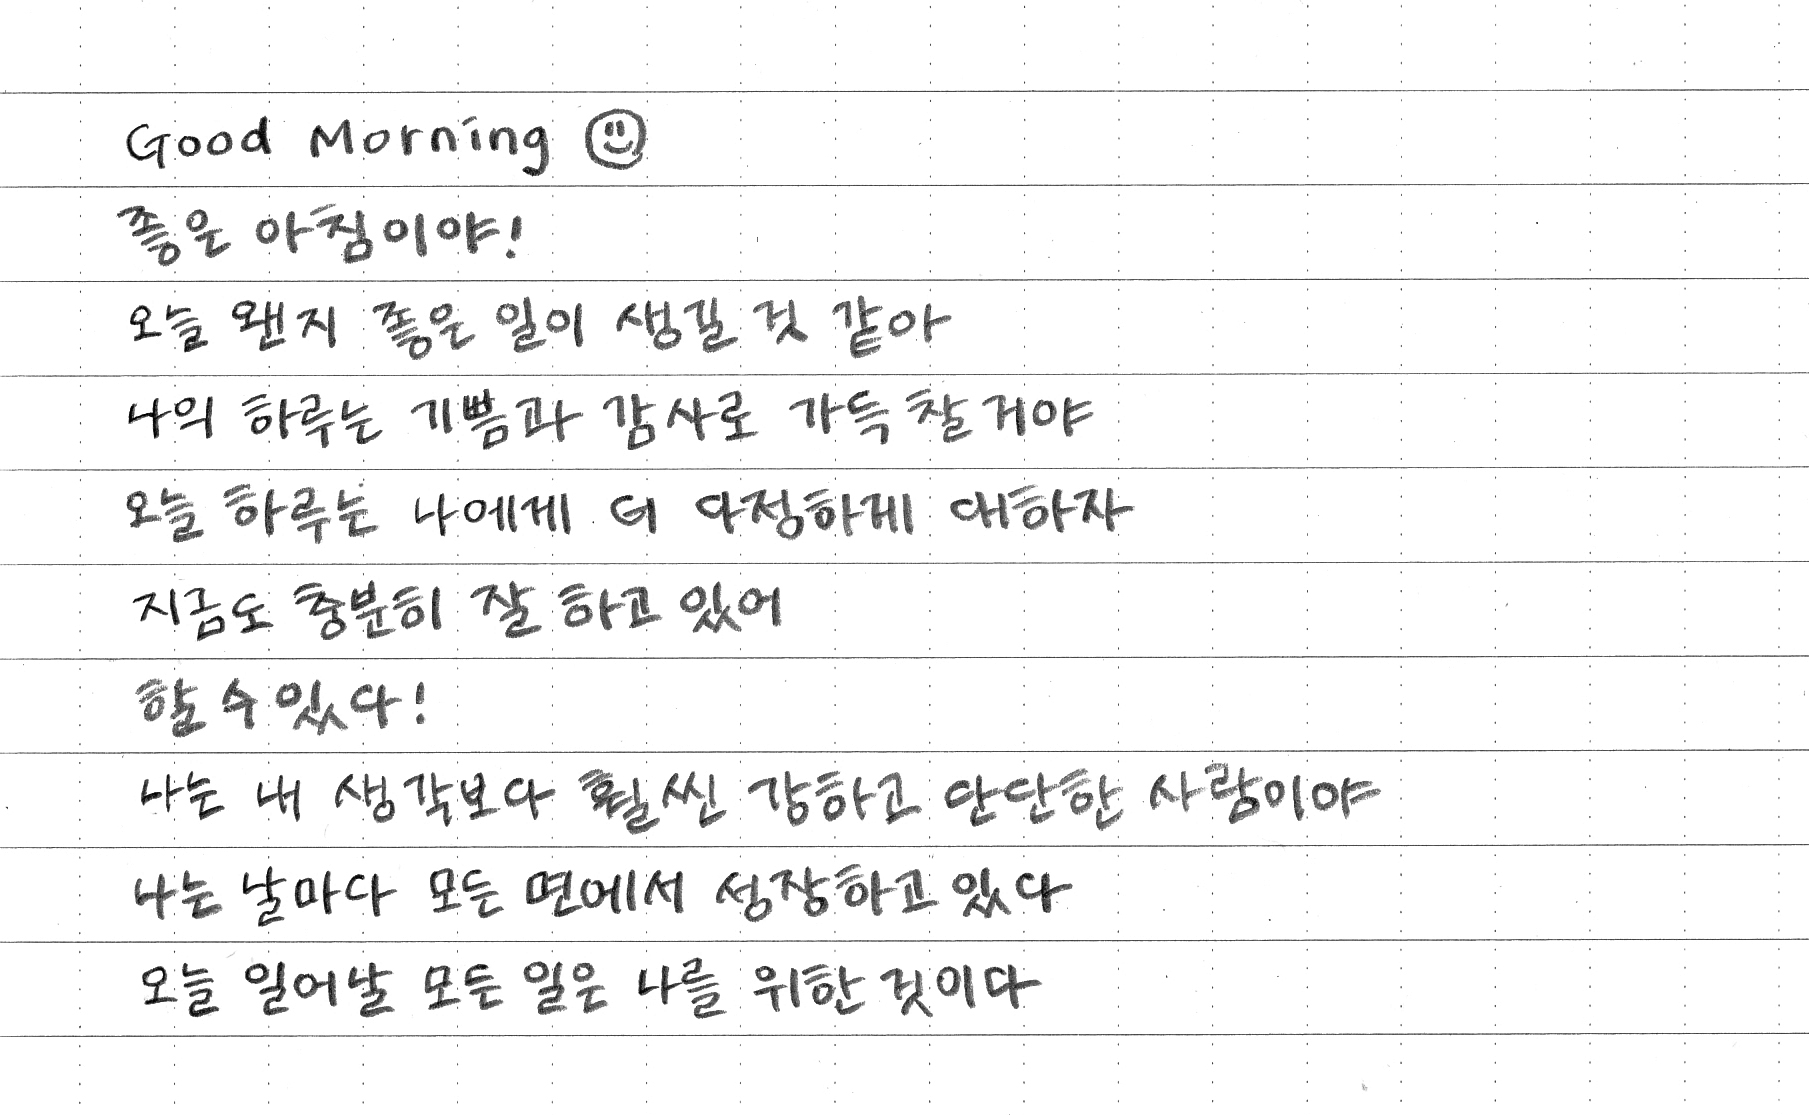 Good Morning ☺
좋은 아침이야!
오늘 왠지 좋은 일이 생길 것 같아
나의 하루는 기쁨과 감사로 가득 찰거야
오늘 하루는 나에게 더 다정하게 대하자
지금도 충분히 잘 하고 있어
할 수 있다!
나는 내 생각보다 훨씬 강하고 단단한 사람이야
나는 날마다 모든 면에서 성장하고 있다
오늘 일어날 모든 일은 나를 위한 것이다